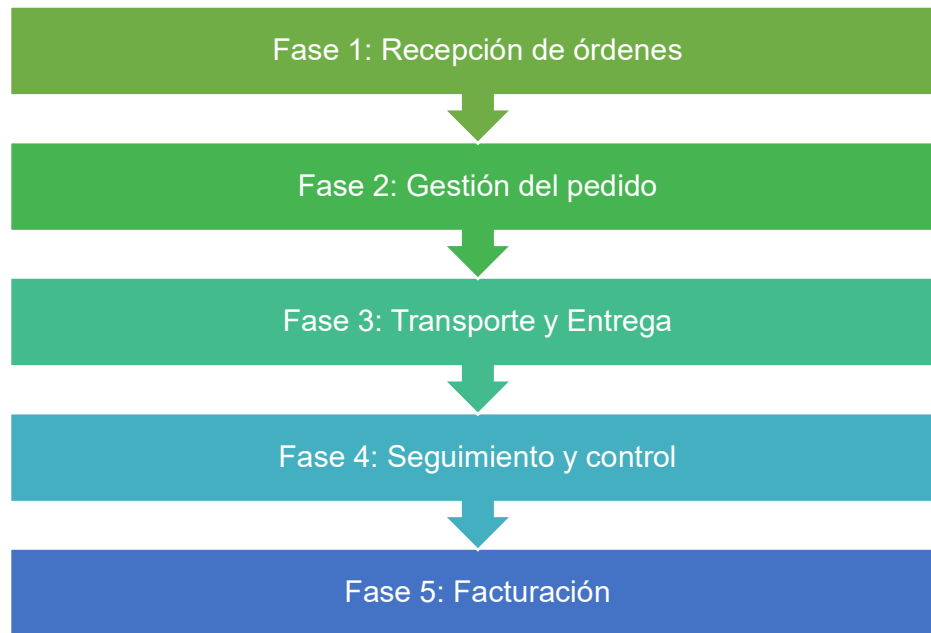 Fase 1: Recepción de órdenes
Fase 2: Gestión del pedido
Fase 3: Transporte y Entrega
Fase 4: Seguimiento y control
Fase 5: Facturación